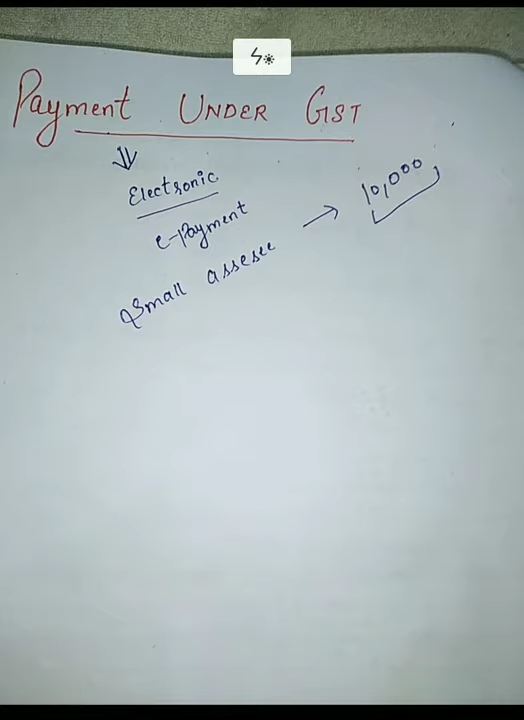 Payment UNDER GST
⇓
Electronic
e-Payment
Small assesee → 10,000